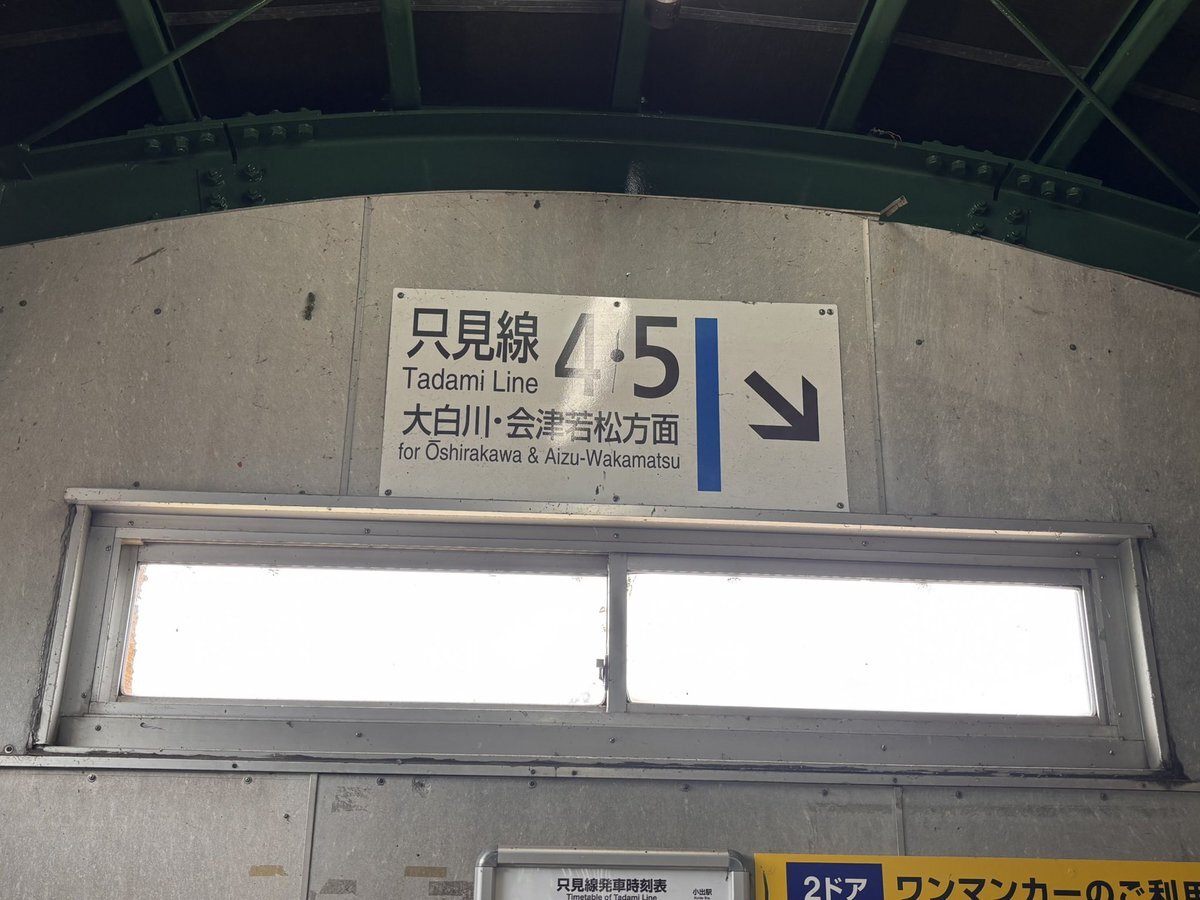 只見線 4・5
Tadami Line
大白川・会津若松方面
for Ōshirakawa & Aizu-Wakamatsu
只見線発車時刻表 小出駅
Timetable of Tadami Line
2ドア ワンマンカーのご利用